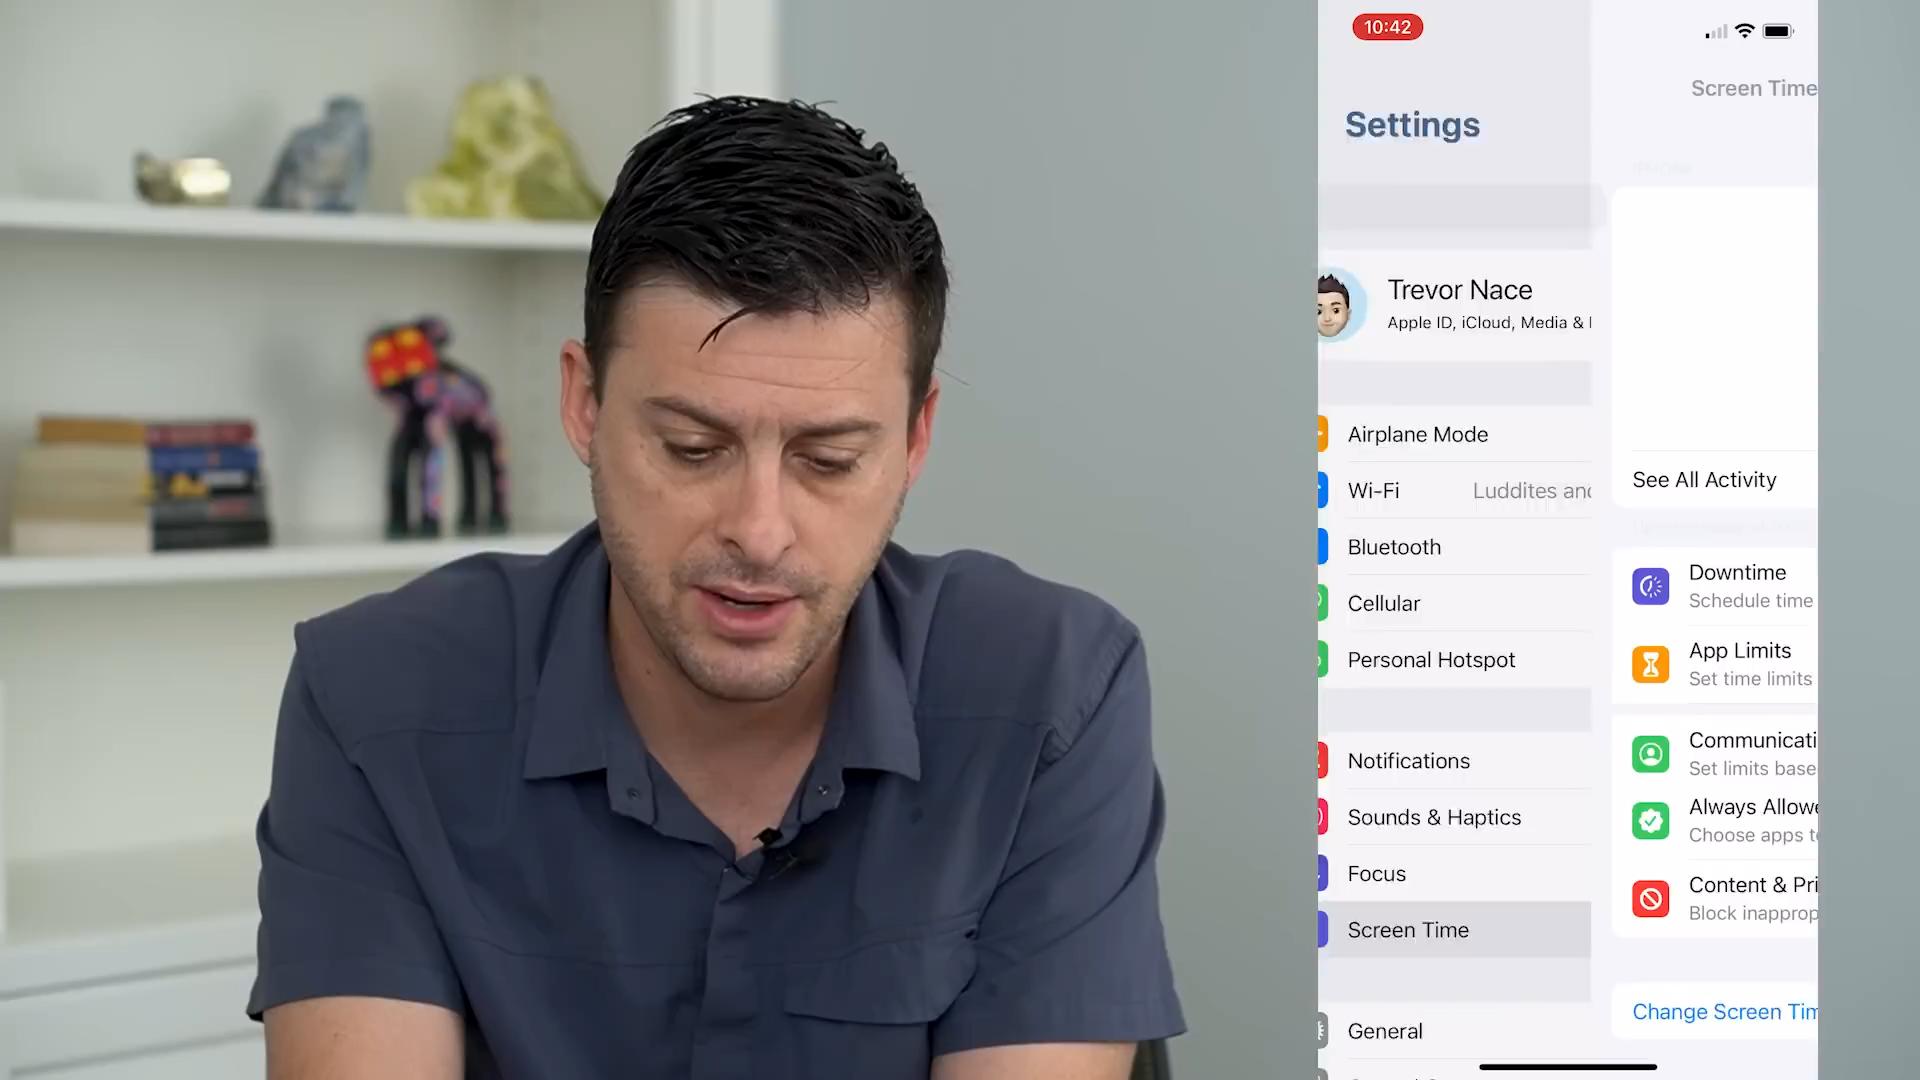 10:42
Screen Time
Settings
Trevor Nace
Apple ID, iCloud, Media &
Airplane Mode
Wi-Fi
Luddites and
Bluetooth
Cellular
Personal Hotspot
Notifications
Sounds & Haptics
Focus
Screen Time
General
See All Activity
Downtime
Schedule time
App Limits
Set time limits
Communicati
Set limits base
Always Allowe
Choose apps t
Content & Pri
Block inapprop
Change Screen Tim